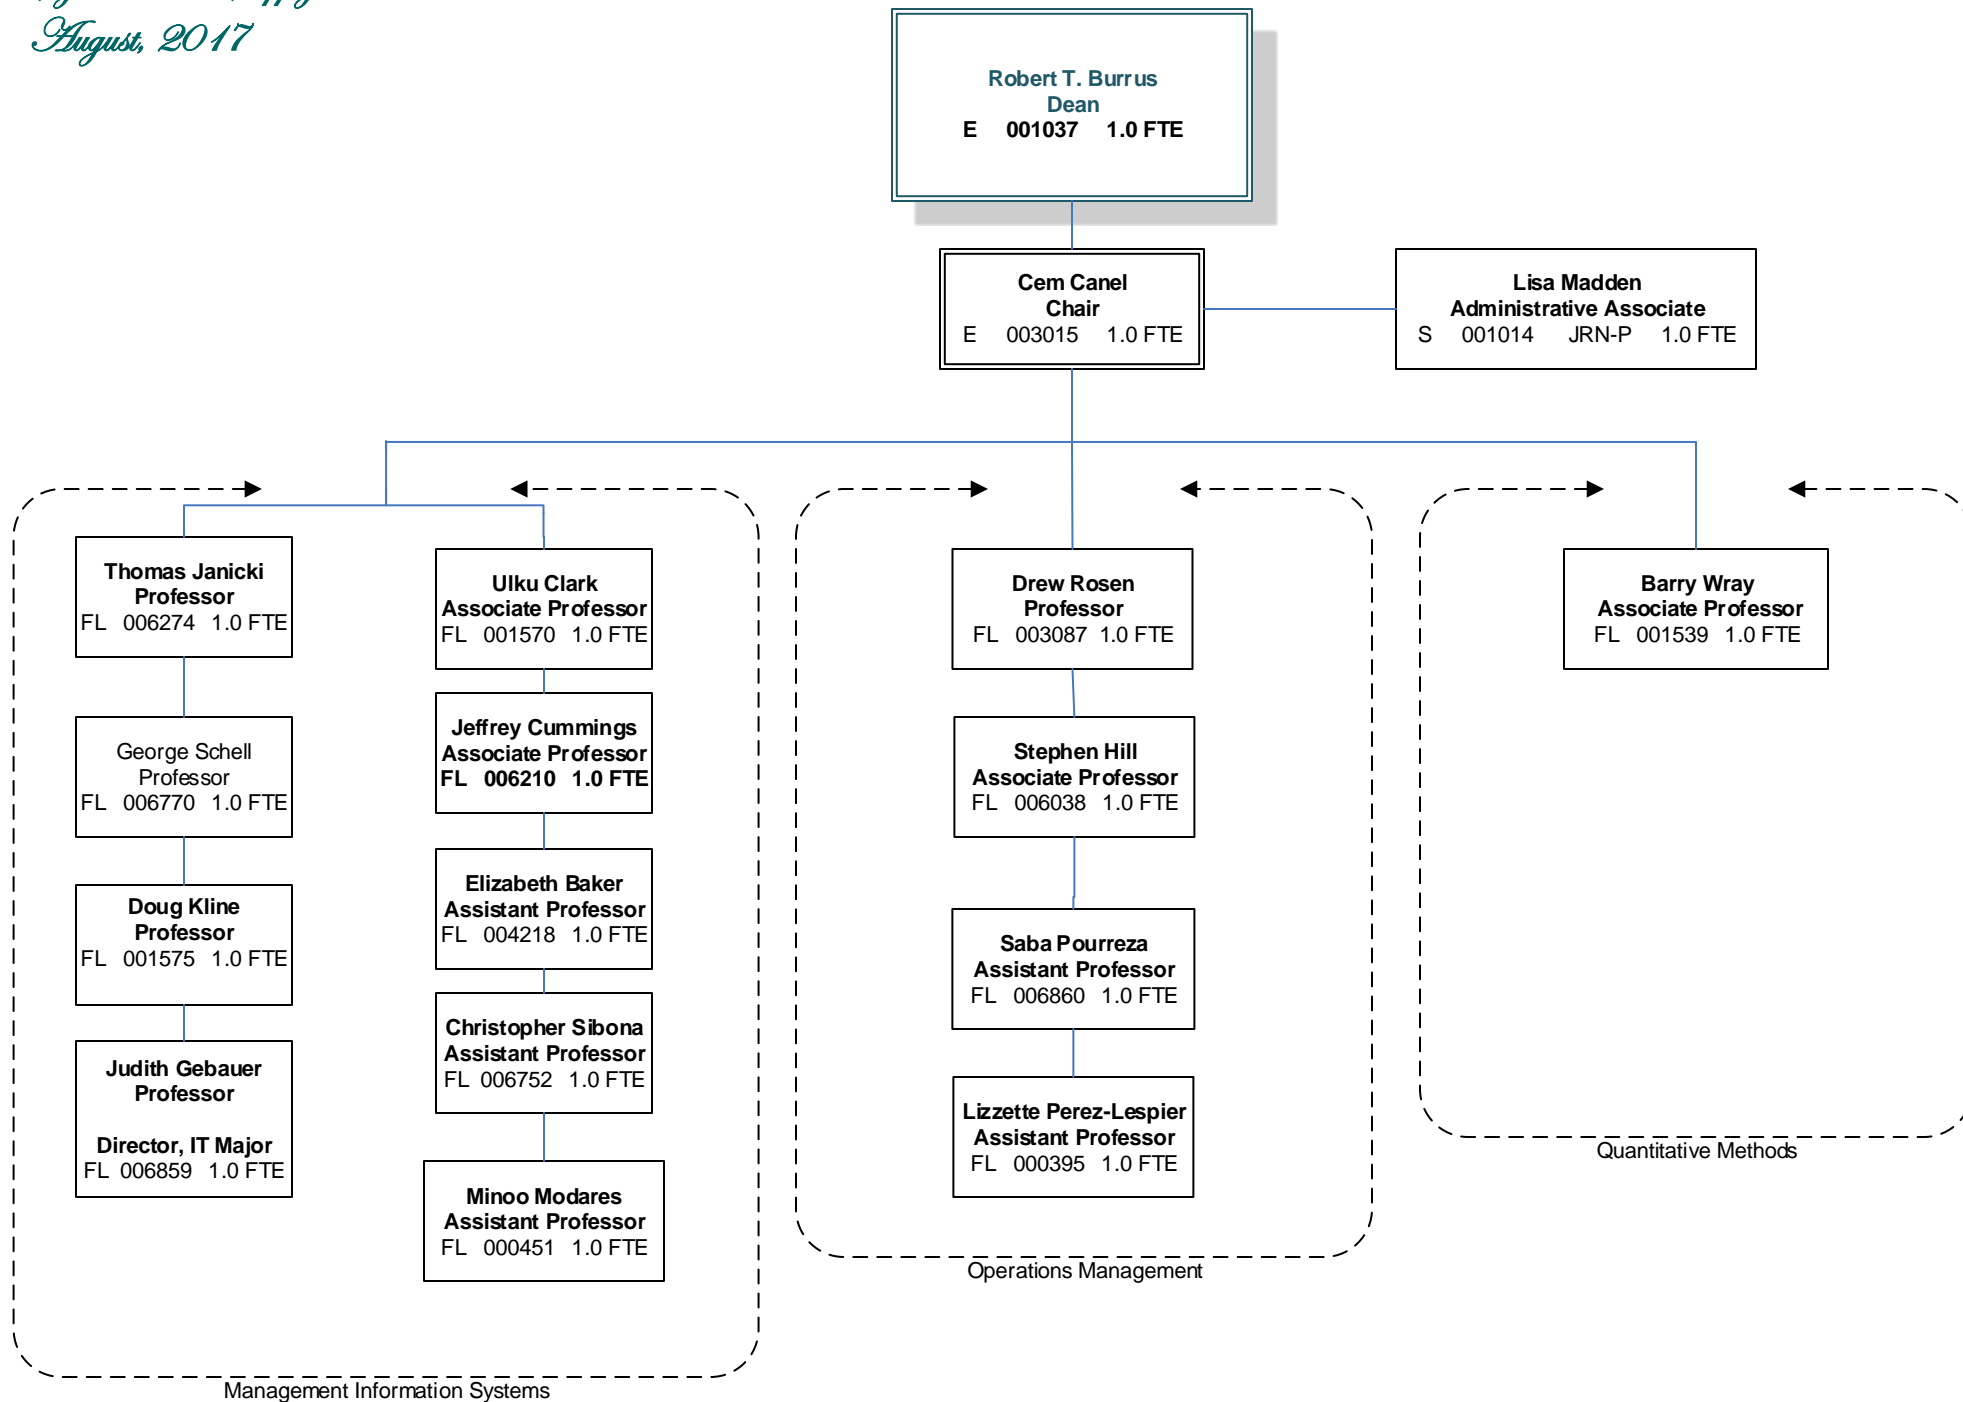 August, 2017
Robert T. Burrus
Dean
E 001037 1.0 FTE
Cem Canel
Chair
E 003015 1.0 FTE
Lisa Madden
Administrative Associate
S 001014 JRN-P 1.0 FTE
Thomas Janicki
Professor
FL 006274 1.0 FTE
George Schell
Professor
FL 006770 1.0 FTE
Doug Kline
Professor
FL 001575 1.0 FTE
Judith Gebauer
Professor
Director, IT Major
FL 006859 1.0 FTE
Ulku Clark
Associate Professor
FL 001570 1.0 FTE
Jeffrey Cummings
Associate Professor
FL 006210 1.0 FTE
Elizabeth Baker
Assistant Professor
FL 004218 1.0 FTE
Christopher Sibona
Assistant Professor
FL 006752 1.0 FTE
Minoo Modares
Assistant Professor
FL 000451 1.0 FTE
Management Information Systems
Drew Rosen
Professor
FL 003087 1.0 FTE
Stephen Hill
Associate Professor
FL 006038 1.0 FTE
Saba Pourreza
Assistant Professor
FL 006860 1.0 FTE
Lizzette Perez-Lespier
Assistant Professor
FL 000395 1.0 FTE
Operations Management
Barry Wray
Associate Professor
FL 001539 1.0 FTE
Quantitative Methods